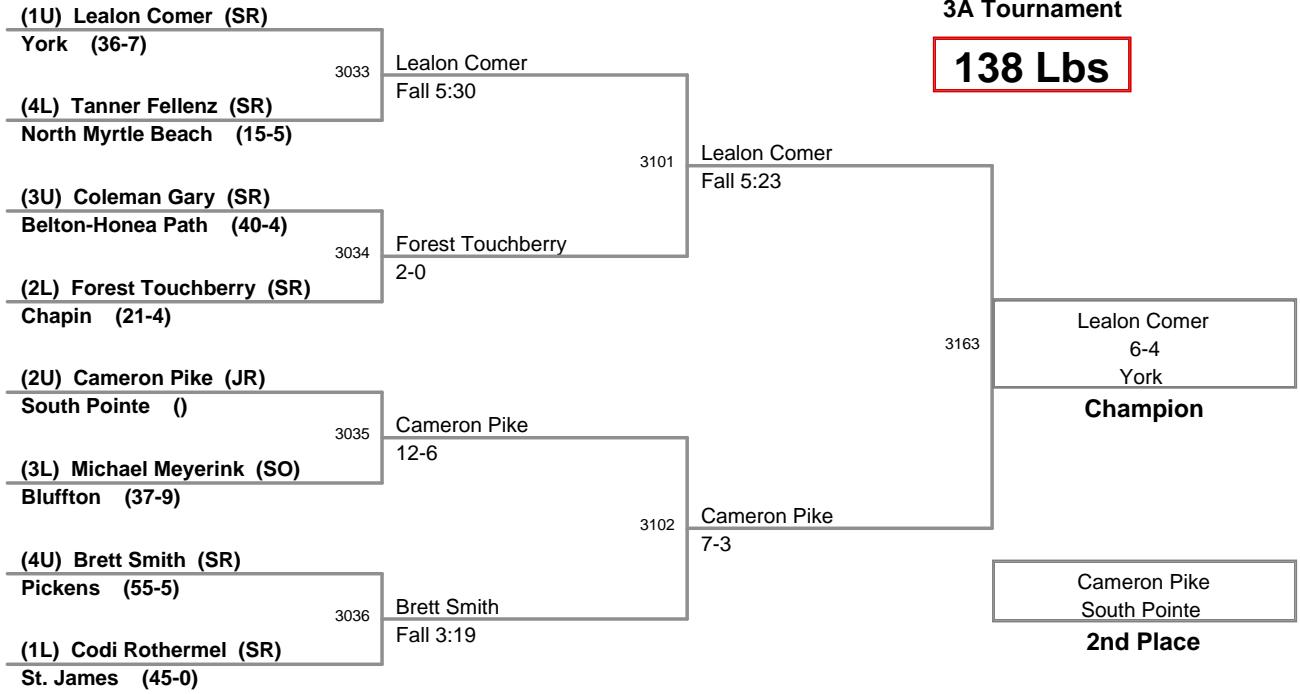 3A Tournament
138 Lbs
(1U) Lealon Comer (SR)
York (36-7)
3033
Lealon Comer
Fall 5:30
(4L) Tanner Fellenz (SR)
North Myrtle Beach (15-5)
3101
Lealon Comer
Fall 5:23
(3U) Coleman Gary (SR)
Belton-Honea Path (40-4)
3034
Forest Touchberry
2-0
(2L) Forest Touchberry (SR)
Chapin (21-4)
3163
Lealon Comer
6-4
York
Champion
(2U) Cameron Pike (JR)
South Pointe ()
3035
Cameron Pike
12-6
(3L) Michael Meyerink (SO)
Bluffton (37-9)
3102
Cameron Pike
7-3
(4U) Brett Smith (SR)
Pickens (55-5)
3036
Brett Smith
Fall 3:19
(1L) Codi Rothermel (SR)
St. James (45-0)
Cameron Pike
South Pointe
2nd Place